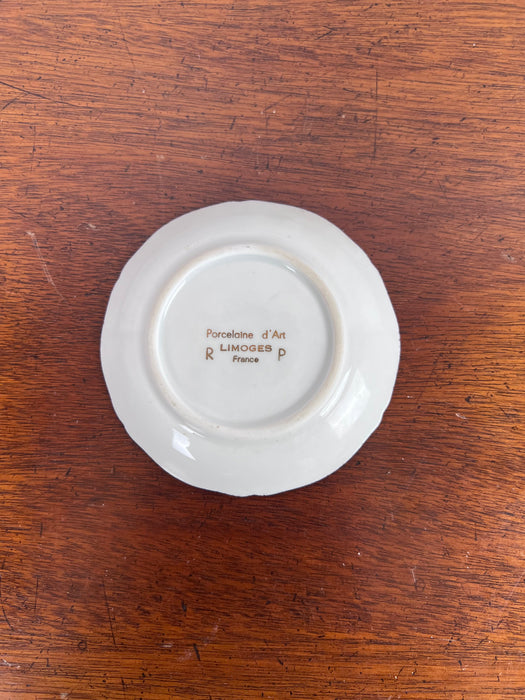 Porcelaine d'Art
R LIMOGES P
France